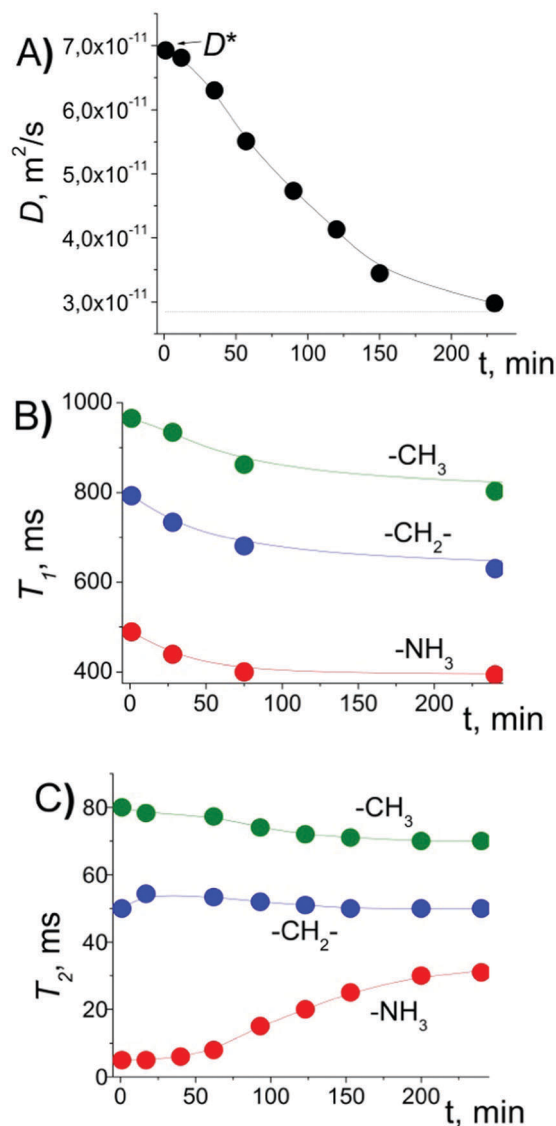 A)
D*
7,0x10⁻¹¹
6,0x10⁻¹¹
5,0x10⁻¹¹
4,0x10⁻¹¹
3,0x10⁻¹¹
D, m²/s
0 50 100 150 200
t, min
B)
1000
800
600
400
T₁, ms
-CH₃
-CH₂-
-NH₃
0 50 100 150 200
t, min
C)
80
60
40
20
0
T₂, ms
-CH₃
-CH₂-
-NH₃
0 50 100 150 200
t, min